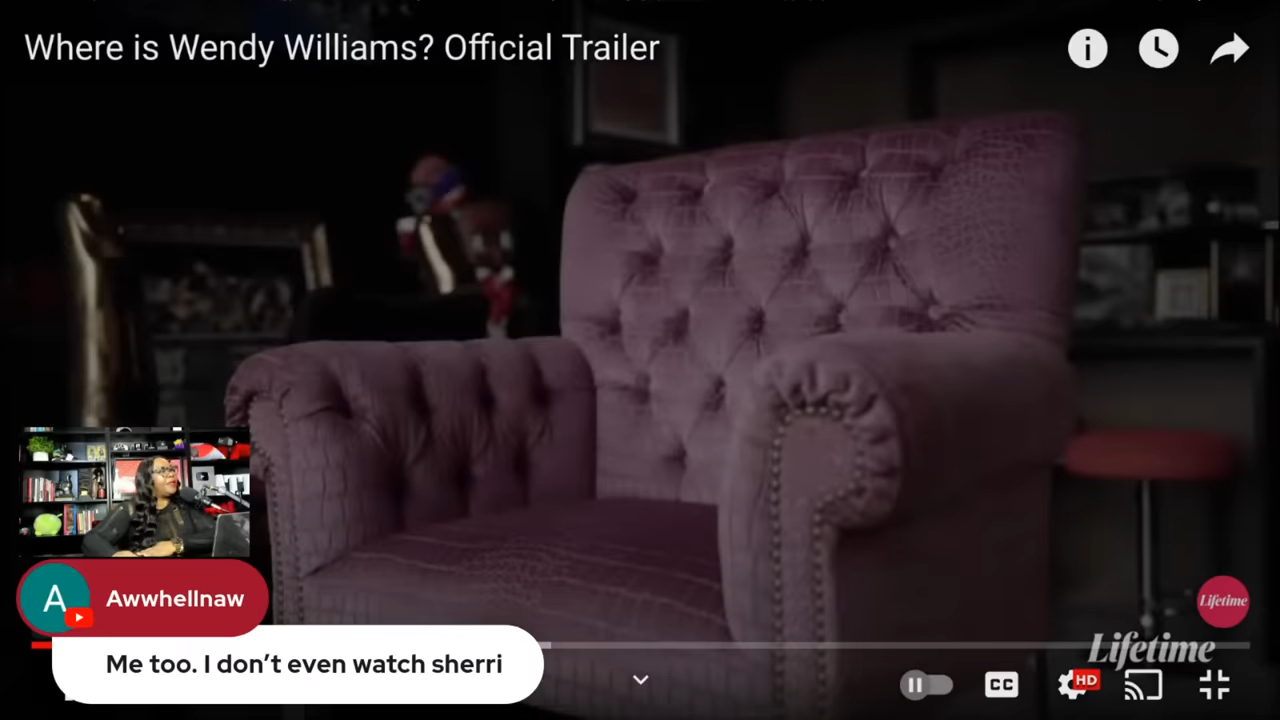 Where is Wendy Williams? Official Trailer
A
Awwhellnaw
Me too. I don’t even watch sherri
Lifetime
Lifetime
CC
HD